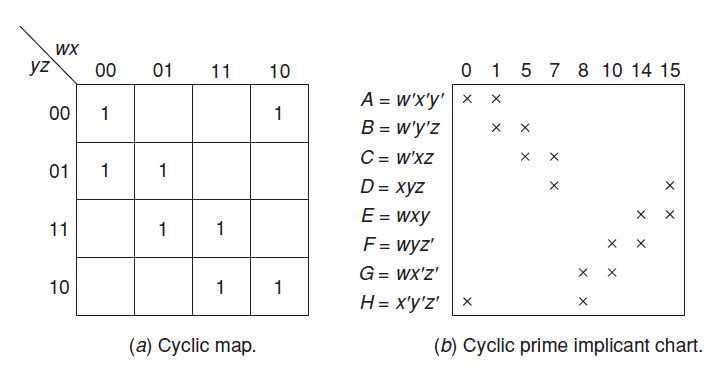 wx
yz 00 01 11 10
00 1 1
01 1 1
11 1 1
10 1 1
(a) Cyclic map.
0 1 5 7 8 10 14 15
A = w'x'y' × ×
B = w'y'z × ×
C = w'xz × ×
D = xyz × ×
E = wxy × ×
F = wyz' × ×
G = wx'z' × ×
H = x'y'z' × ×
(b) Cyclic prime implicant chart.